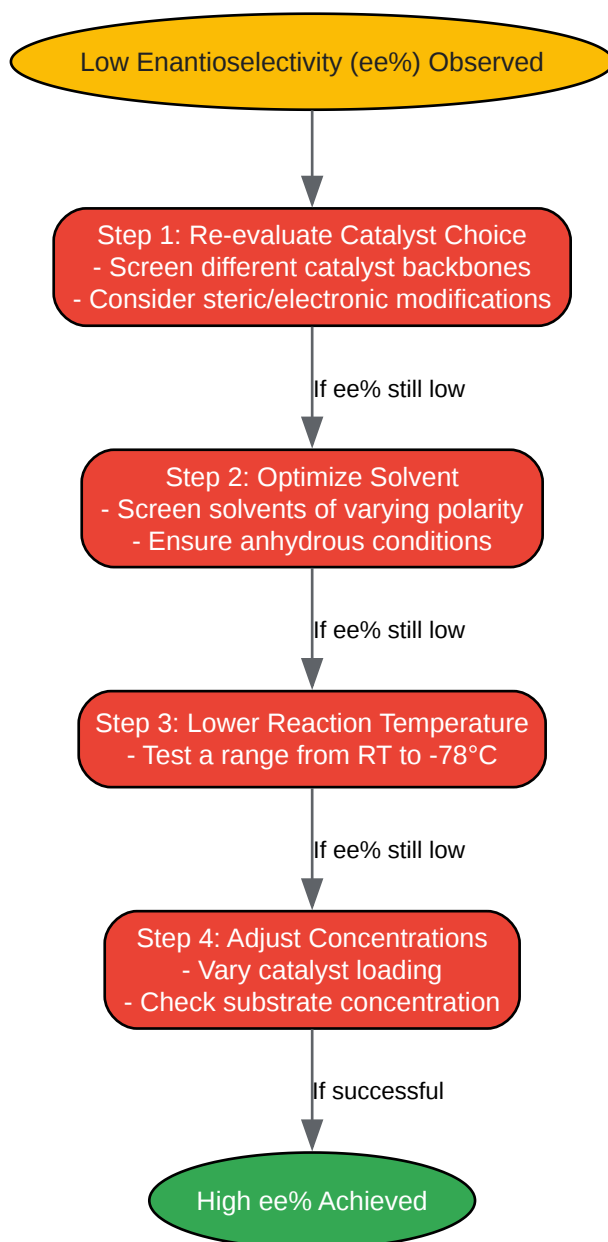 Low Enantioselectivity (ee%) Observed
Step 1: Re-evaluate Catalyst Choice
- Screen different catalyst backbones
- Consider steric/electronic modifications
If ee% still low
Step 2: Optimize Solvent
- Screen solvents of varying polarity
- Ensure anhydrous conditions
If ee% still low
Step 3: Lower Reaction Temperature
- Test a range from RT to -78°C
If ee% still low
Step 4: Adjust Concentrations
- Vary catalyst loading
- Check substrate concentration
If successful
High ee% Achieved